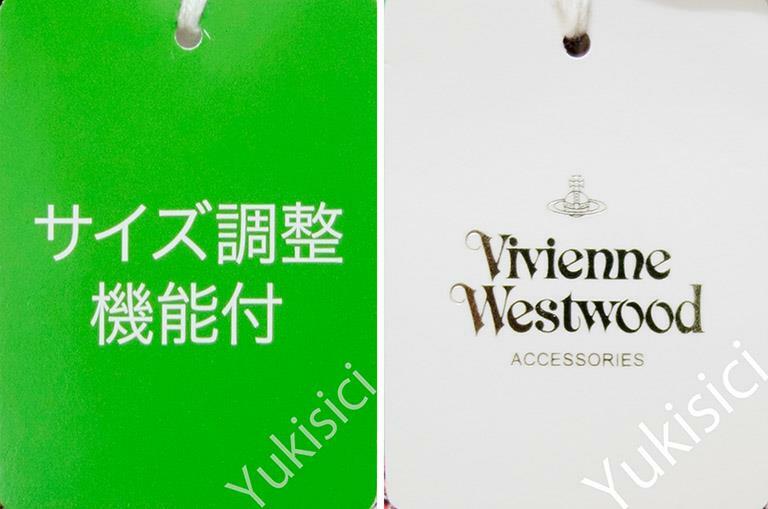 サイズ調整
機能付
Yukisici
Vivienne
Westwood
ACCESSORIES
Yukisici